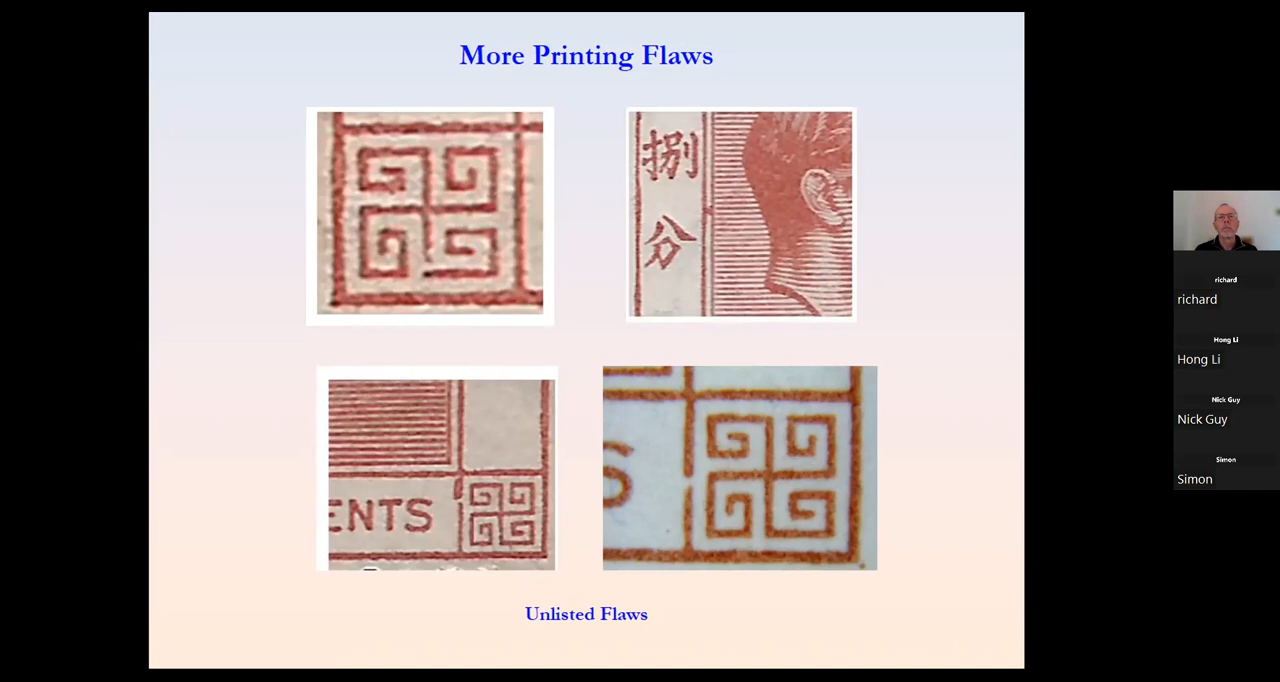 More Printing Flaws
捌
分
ENTS
S
Unlisted Flaws
richard
richard
Hong Li
Hong Li
Nick Guy
Nick Guy
Simon
Simon